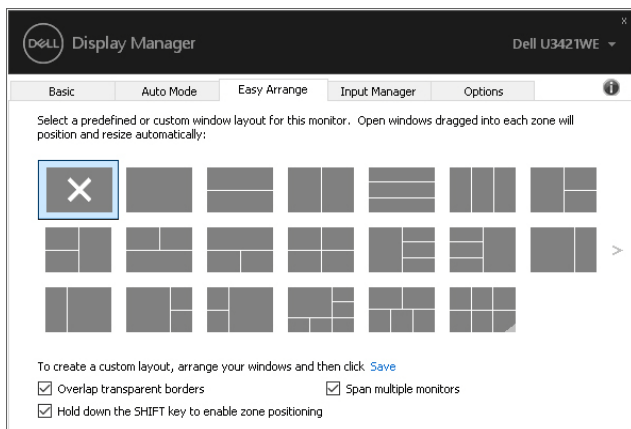 x
DELL Display Manager Dell U3421WE
Basic Auto Mode Easy Arrange Input Manager Options i
Select a predefined or custom window layout for this monitor. Open windows dragged into each zone will
position and resize automatically:
>
To create a custom layout, arrange your windows and then click Save
Overlap transparent borders Span multiple monitors
Hold down the SHIFT key to enable zone positioning